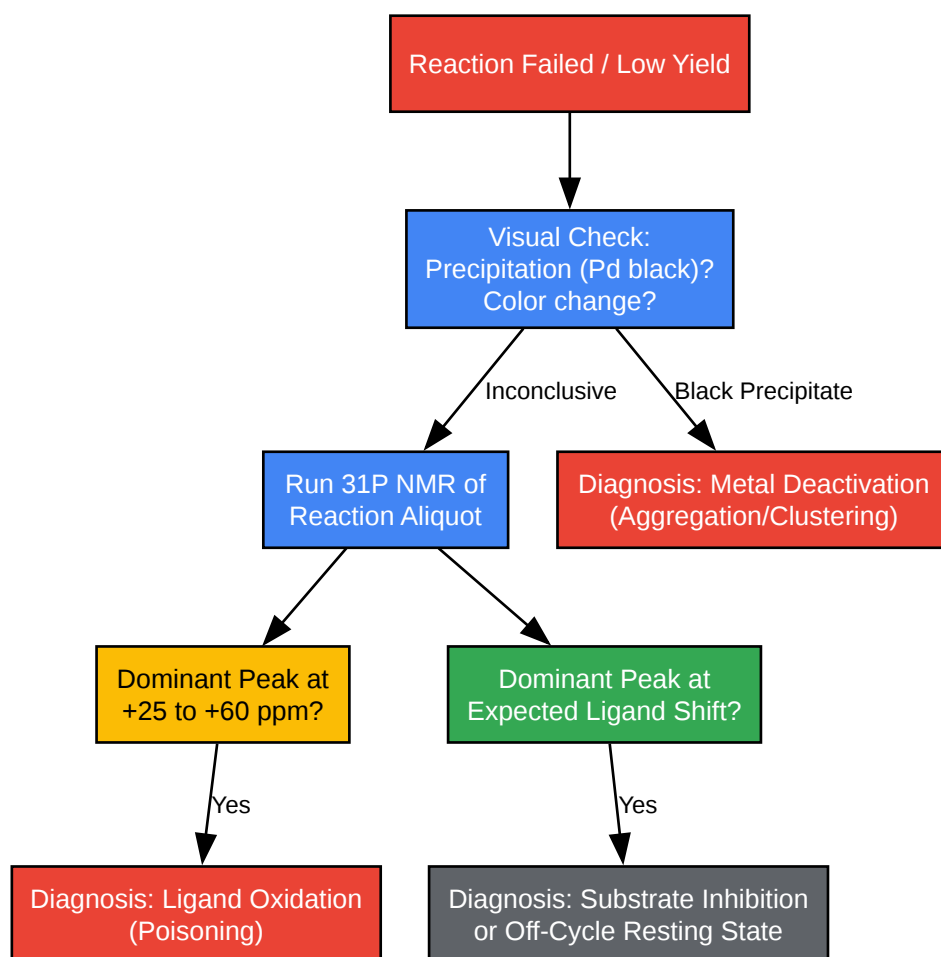 Reaction Failed / Low Yield
Visual Check:
Precipitation (Pd black)?
Color change?
Inconclusive
Black Precipitate
Run 31P NMR of
Reaction Aliquot
Diagnosis: Metal Deactivation
(Aggregation/Clustering)
Dominant Peak at
+25 to +60 ppm?
Dominant Peak at
Expected Ligand Shift?
Yes
Yes
Diagnosis: Ligand Oxidation
(Poisoning)
Diagnosis: Substrate Inhibition
or Off-Cycle Resting State